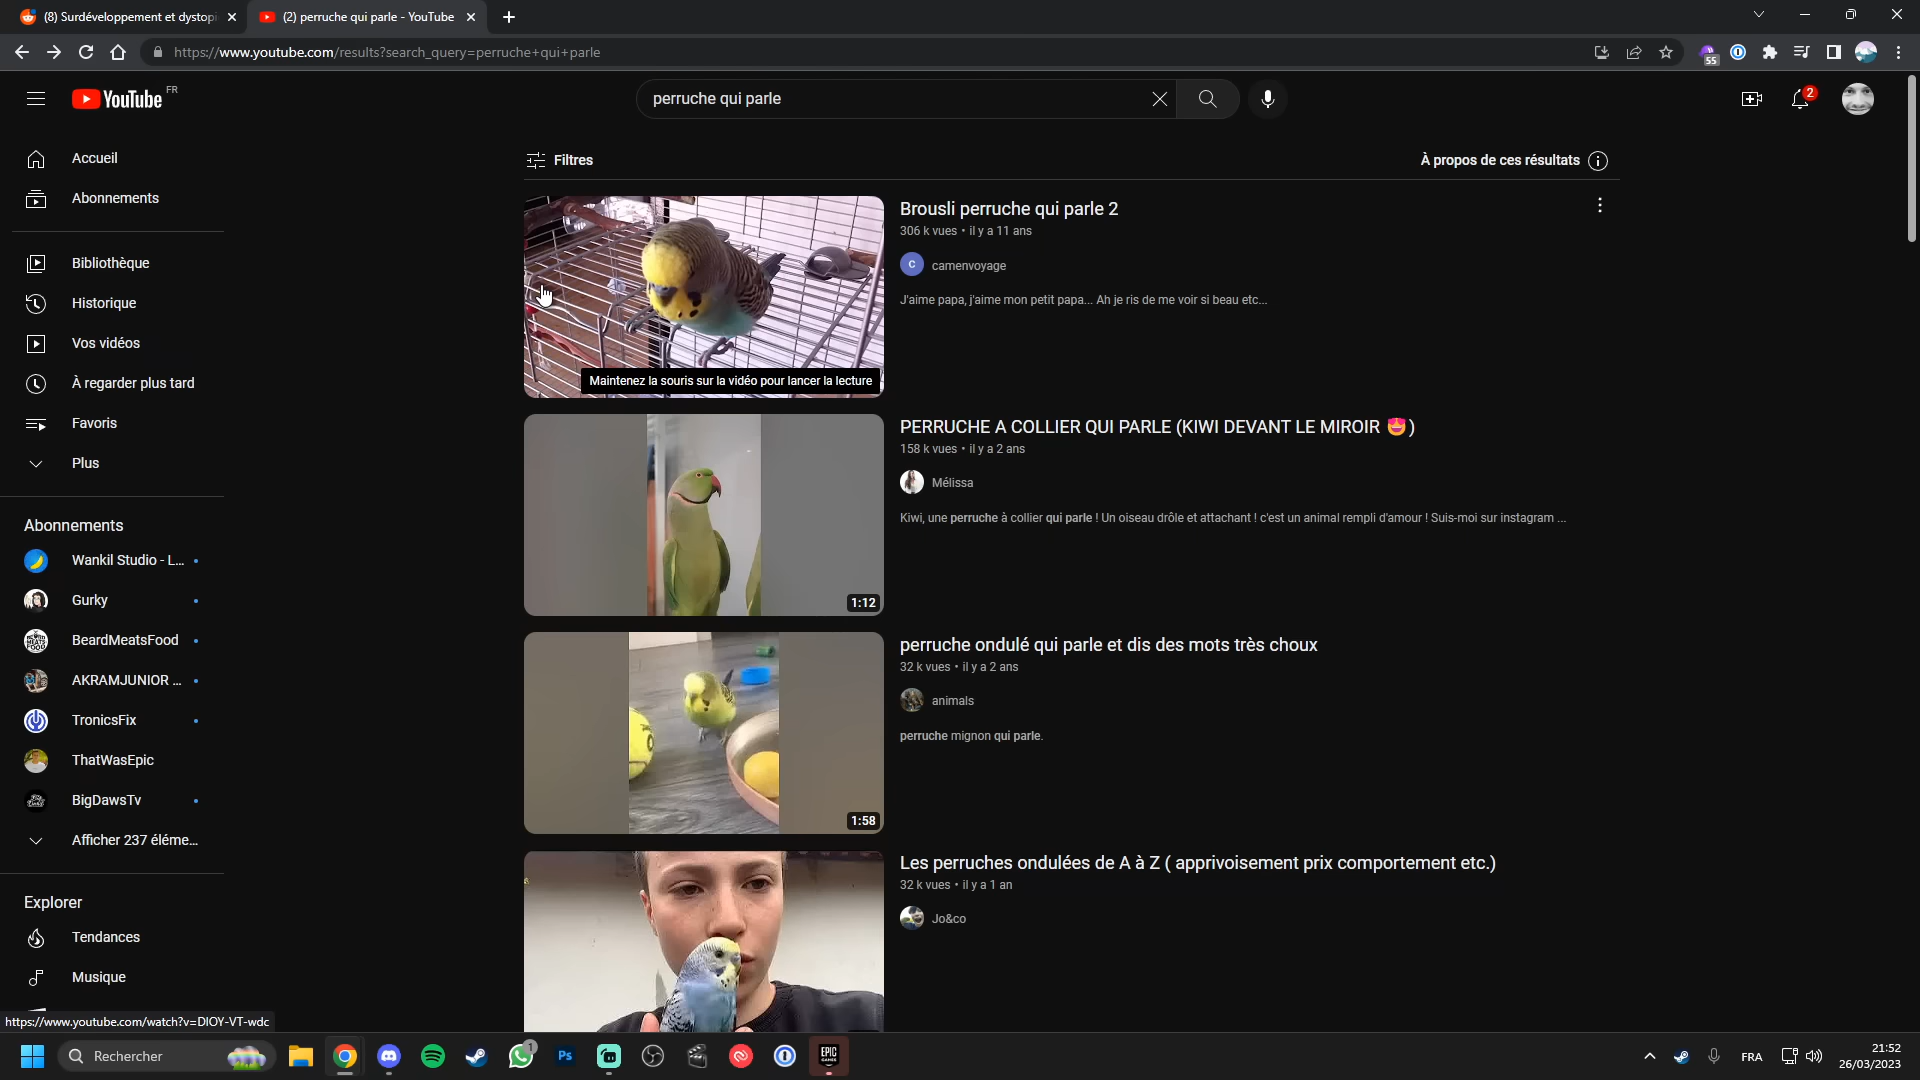 (8) Surdéveloppement et dystopi
(2) perruche qui parle - YouTube
https://www.youtube.com/results?search_query=perruche+qui+parle
55
YouTube FR
perruche qui parle
2
Accueil
Abonnements
Bibliothèque
Historique
Vos vidéos
À regarder plus tard
Favoris
Plus
Abonnements
Wankil Studio - L...
Gurky
BeardMeatsFood
AKRAMJUNIOR ...
TronicsFix
ThatWasEpic
BigDawsTv
Afficher 237 éléme...
Explorer
Tendances
Musique
Filtres
À propos de ces résultats
Maintenez la souris sur la vidéo pour lancer la lecture
Brousli perruche qui parle 2
306 k vues • il y a 11 ans
C camenvoyage
J'aime papa, j'aime mon petit papa... Ah je ris de me voir si beau etc...
1:12
PERRUCHE A COLLIER QUI PARLE (KIWI DEVANT LE MIROIR 😍)
158 k vues • il y a 2 ans
Mélissa
Kiwi, une perruche à collier qui parle ! Un oiseau drôle et attachant ! c'est un animal rempli d'amour ! Suis-moi sur instagram ...
1:58
perruche ondulé qui parle et dis des mots très choux
32 k vues • il y a 2 ans
animals
perruche mignon qui parle.
Les perruches ondulées de A à Z ( apprivoisement prix comportement etc.)
32 k vues • il y a 1 an
Jo&co
https://www.youtube.com/watch?v=DIOY-VT-wdc
Rechercher
1
Ps
EPIC GAMES
FRA
21:52
26/03/2023